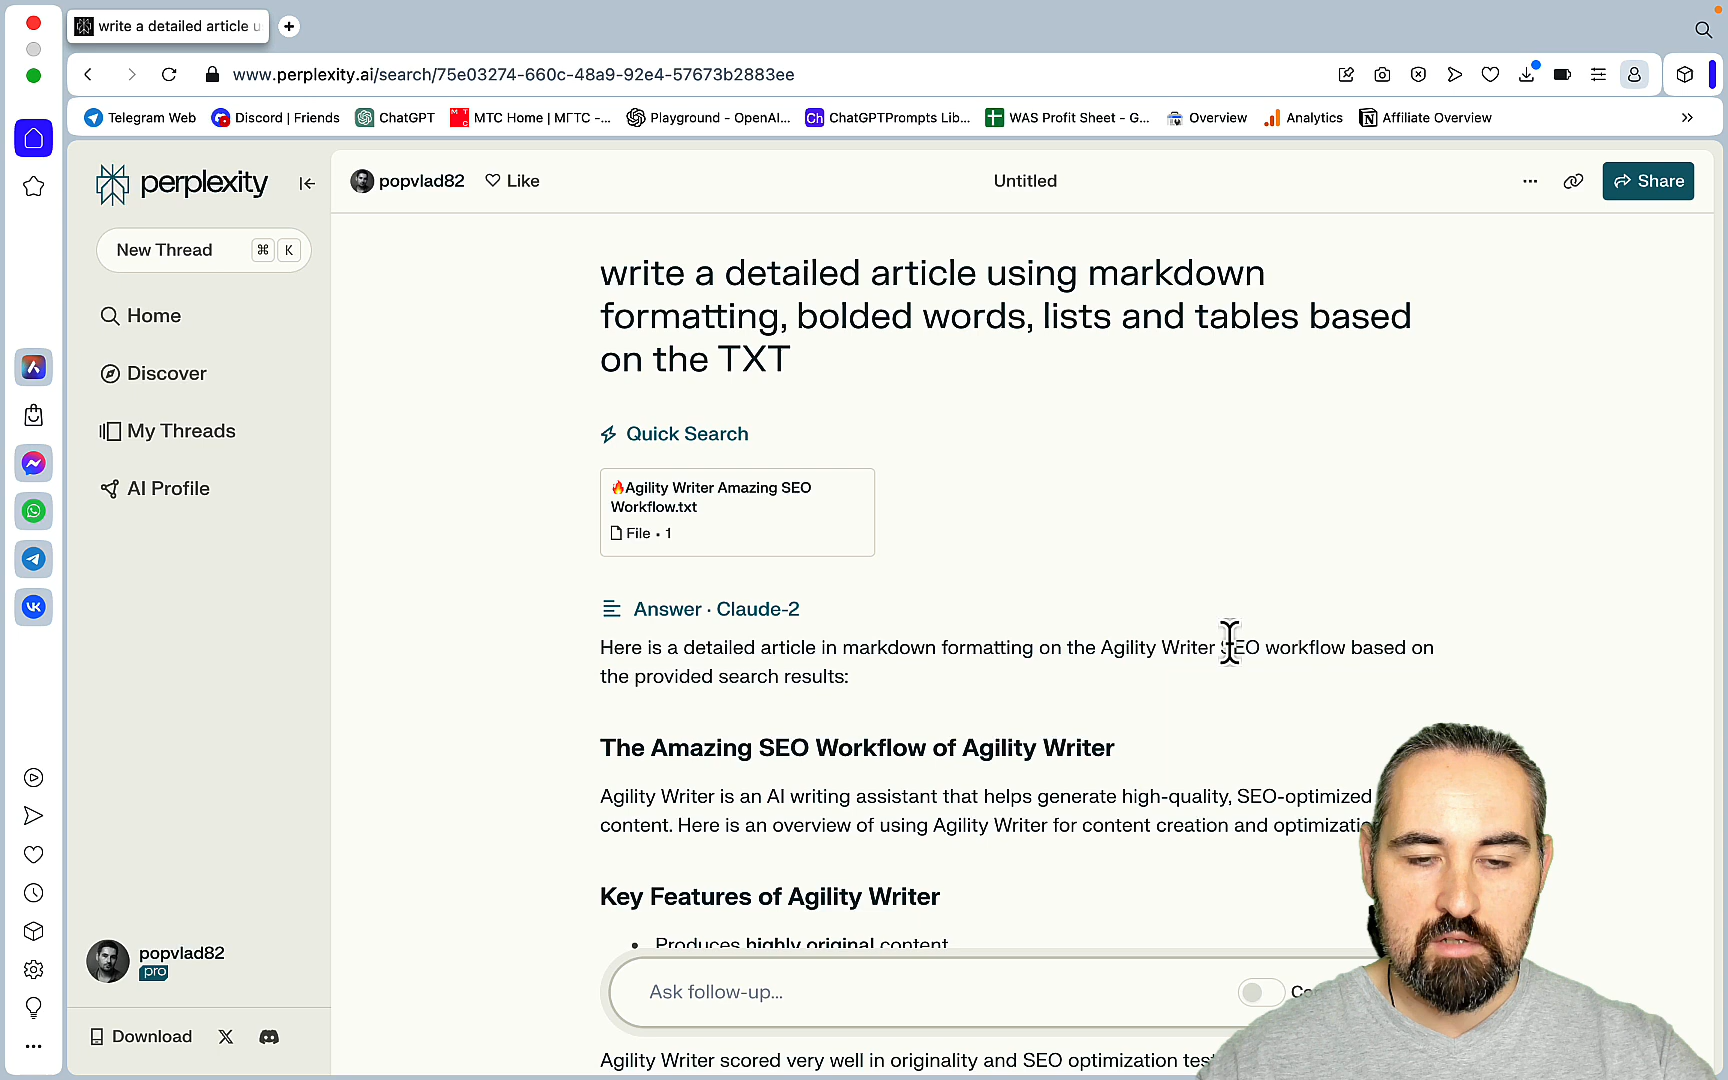 write a detailed article u
www.perplexity.ai/search/75e03274-660c-48a9-92e4-57673b2883ee
Telegram Web
Discord | Friends
ChatGPT
MTC Home | МГТС -...
Playground - OpenAI...
Ch ChatGPTPrompts Lib...
WAS Profit Sheet - G...
Overview
Analytics
Affiliate Overview
perplexity
New Thread
⌘ K
Home
Discover
My Threads
AI Profile
popvlad82
pro
Download
popvlad82
Like
Untitled
Share
write a detailed article using markdown
formatting, bolded words, lists and tables based
on the TXT
Quick Search
🔥Agility Writer Amazing SEO
Workflow.txt
File • 1
Answer · Claude-2
Here is a detailed article in markdown formatting on the Agility Writer SEO workflow based on
the provided search results:
The Amazing SEO Workflow of Agility Writer
Agility Writer is an AI writing assistant that helps generate high-quality, SEO-optimized
content. Here is an overview of using Agility Writer for content creation and
Key Features of Agility Writer
• Produces highly original content
Ask follow-up...
Agility Writer scored very well in originality and SEO optimization